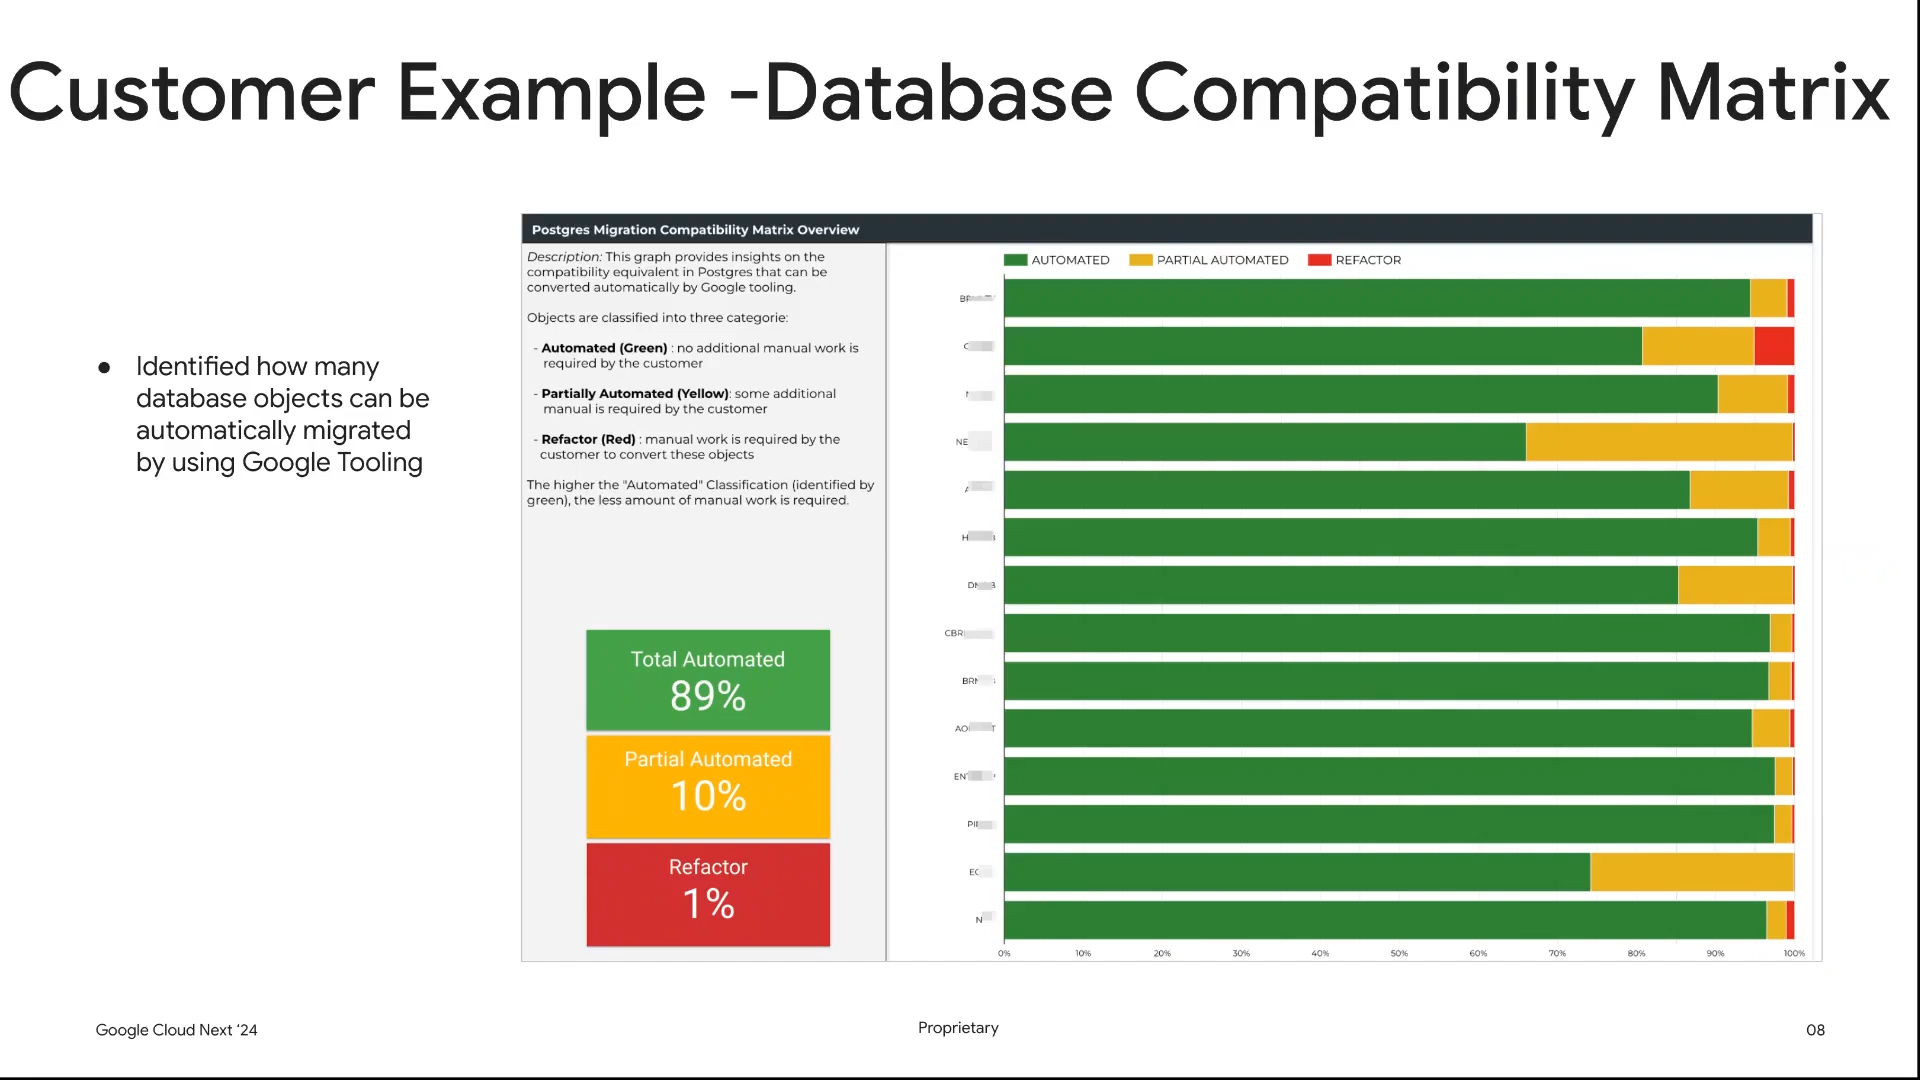 Customer Example -Database Compatibility Matrix
Identified how many
database objects can be
automatically migrated
by using Google Tooling
Postgres Migration Compatibility Matrix Overview
Description: This graph provides insights on the
compatibility equivalent in Postgres that can be
converted automatically by Google tooling.
Objects are classified into three categorie:
- Automated (Green) : no additional manual work is
required by the customer
- Partially Automated (Yellow): some additional
manual is required by the customer
- Refactor (Red) : manual work is required by the
customer to convert these objects
The higher the "Automated" Classification (identified by
green), the less amount of manual work is required.
Total Automated
89%
Partial Automated
10%
Refactor
1%
AUTOMATED PARTIAL AUTOMATED REFACTOR
0% 10% 20% 30% 40% 50% 60% 70% 80% 90% 100%
Google Cloud Next ‘24
Proprietary
08